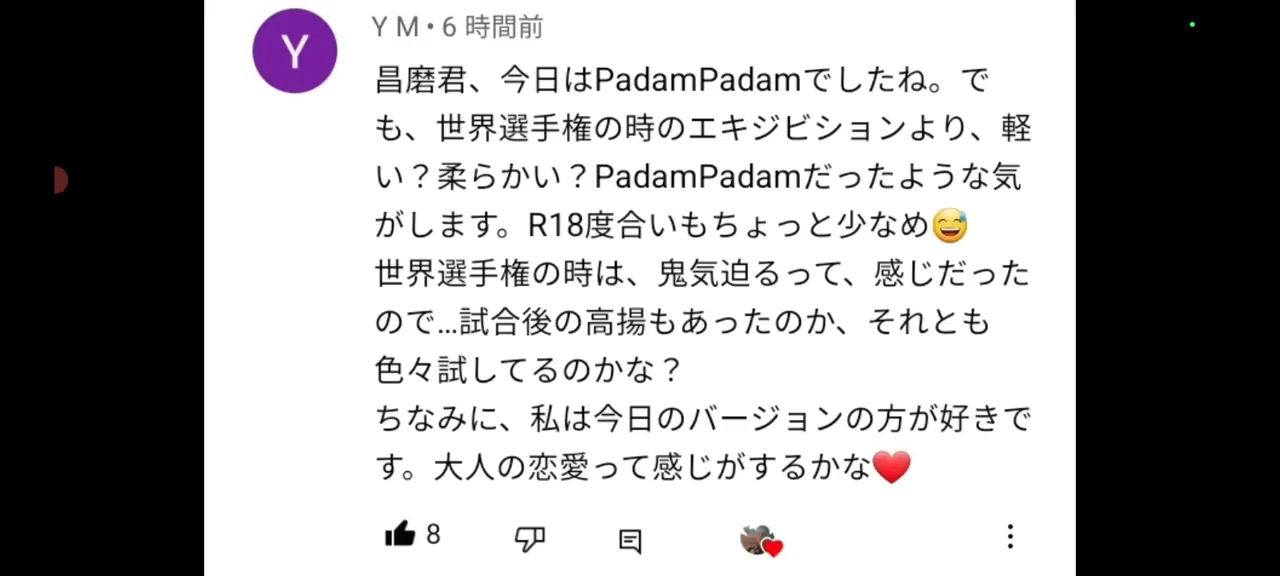 Y
Y M • 6 時間前
昌磨君、今日はPadamPadamでしたね。で
も、世界選手権の時のエキジビションより、軽
い？柔らかい？PadamPadamだったような気
がします。R18度合いもちょっと少なめ😅
世界選手権の時は、鬼気迫るって、感じだった
ので…試合後の高揚もあったのか、それとも
色々試してるのかな？
ちなみに、私は今日のバージョンの方が好きで
す。大人の恋愛って感じがするかな❤️
8